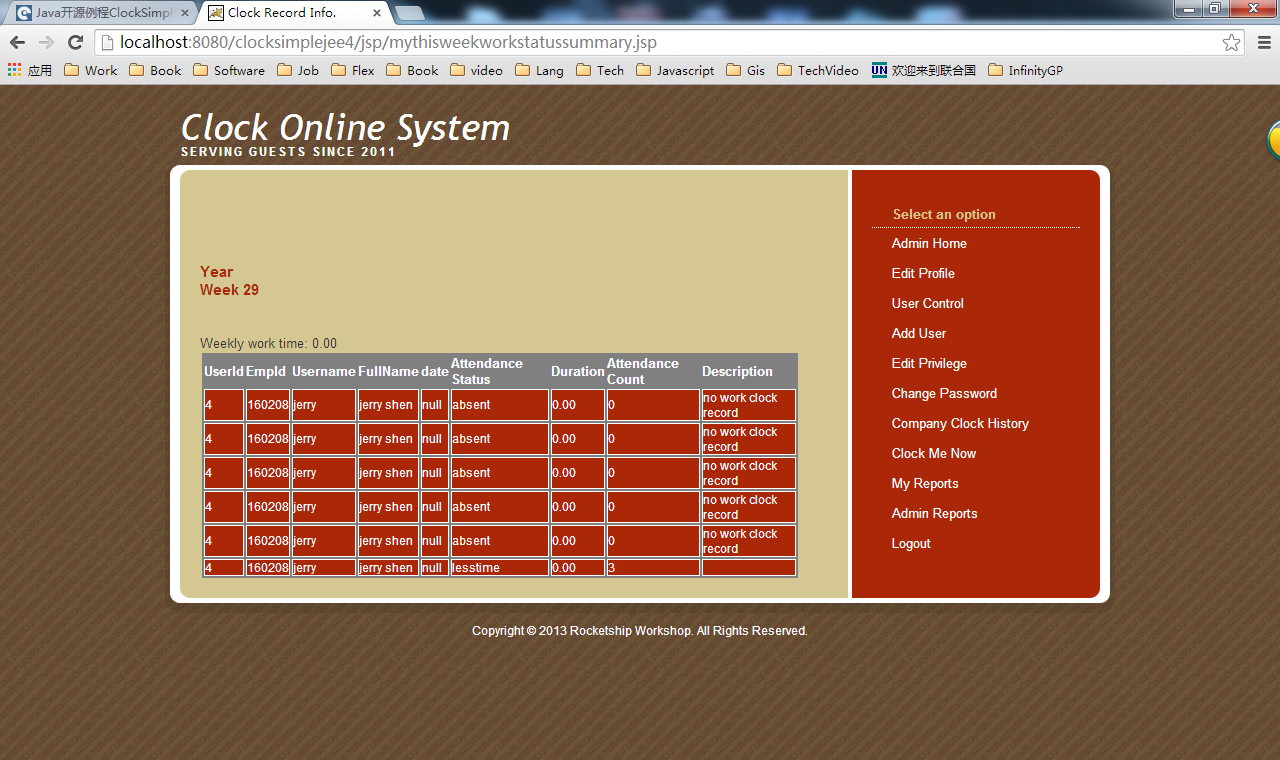 Java开源例程ClockSimpl
Clock Record Info.
localhost:8080/clocksimplejee4/jsp/mythisweekworkstatussummary.jsp
应用 Work Book Software Job Flex Book video Lang Tech Javascript Gis TechVideo UN 欢迎来到联合国 InfinityGP
Clock Online System
SERVING GUESTS SINCE 2011
Year
Week 29
Weekly work time: 0.00
UserId EmpId Username FullName date Attendance Status Duration Attendance Count Description
4 160208 jerry jerry shen null absent 0.00 0 no work clock record
4 160208 jerry jerry shen null absent 0.00 0 no work clock record
4 160208 jerry jerry shen null absent 0.00 0 no work clock record
4 160208 jerry jerry shen null absent 0.00 0 no work clock record
4 160208 jerry jerry shen null absent 0.00 0 no work clock record
4 160208 jerry jerry shen null lesstime 0.00 3
Select an option
Admin Home
Edit Profile
User Control
Add User
Edit Privilege
Change Password
Company Clock History
Clock Me Now
My Reports
Admin Reports
Logout
Copyright © 2013 Rocketship Workshop. All Rights Reserved.